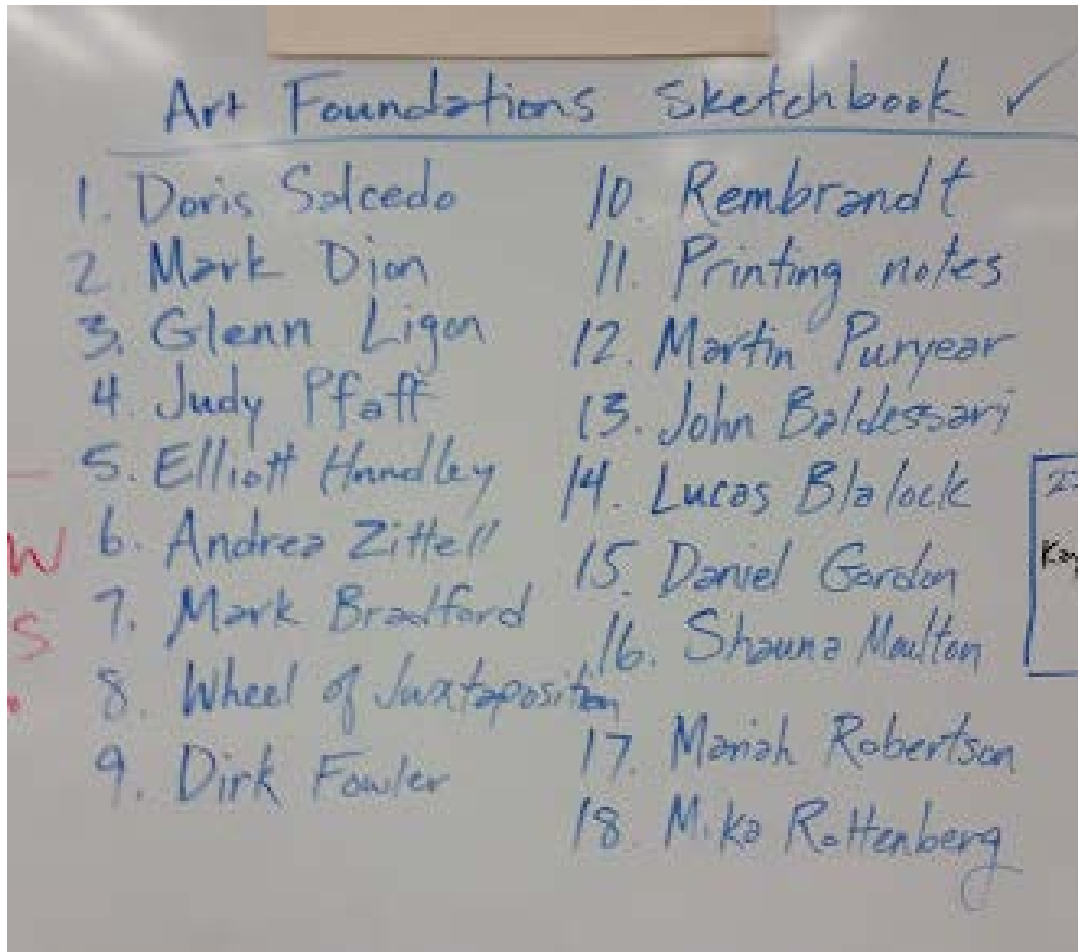 Art Foundations Sketchbook ✓
1. Doris Salcedo
2. Mark Dion
3. Glenn Ligon
4. Judy Pfaff
5. Elliott Hundley
6. Andrea Zittell
7. Mark Bradford
8. Wheel of Juxtaposition
9. Dirk Fowler
10. Rembrandt
11. Printing notes
12. Martin Puryear
13. John Baldessari
14. Lucas Blalock
15. Daniel Gordon
16. Shauna Moulton
17. Mariah Robertson
18. Mika Rottenberg
W
S